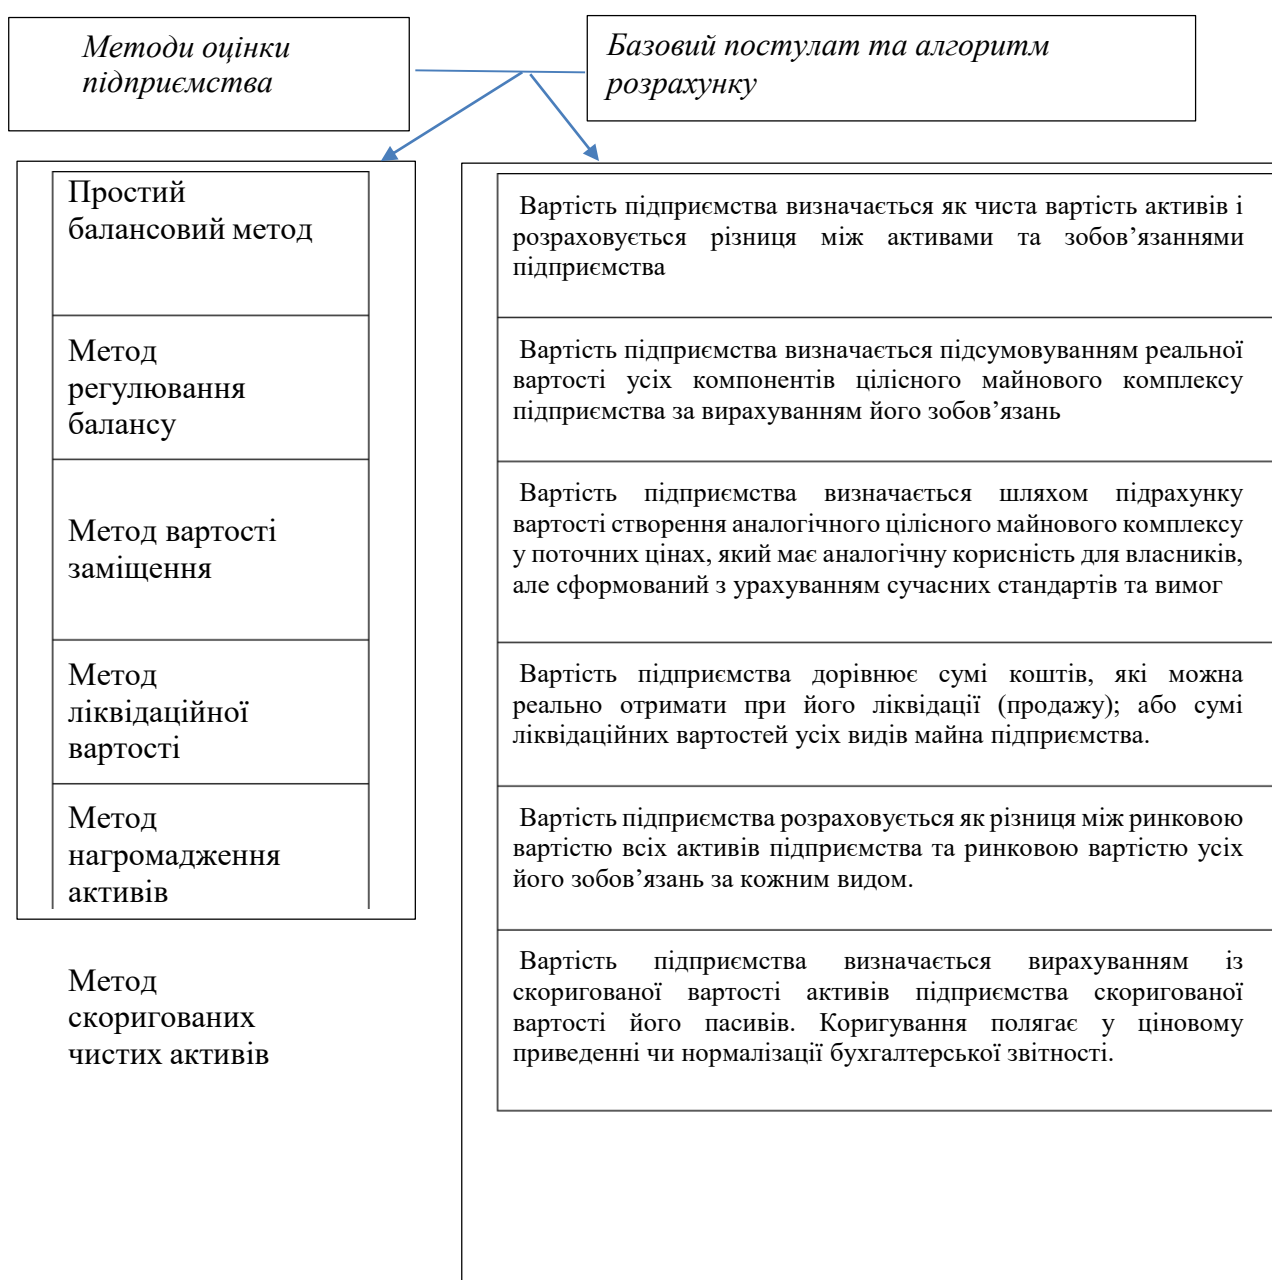 Методи оцінки
підприємства
Базовий постулат та алгоритм
розрахунку
Простий
балансовий метод
Вартість підприємства визначається як чиста вартість активів і
розраховується різниця між активами та зобов’язаннями
підприємства
Метод
регулювання
балансу
Вартість підприємства визначається підсумовуванням реальної
вартості усіх компонентів цілісного майнового комплексу
підприємства за вирахуванням його зобов’язань
Метод вартості
заміщення
Вартість підприємства визначається шляхом підрахунку
вартості створення аналогічного цілісного майнового комплексу
у поточних цінах, який має аналогічну корисність для власників,
але сформований з урахуванням сучасних стандартів та вимог
Метод
ліквідаційної
вартості
Вартість підприємства дорівнює сумі коштів, які можна
реально отримати при його ліквідації (продажу); або сумі
ліквідаційних вартостей усіх видів майна підприємства.
Метод
нагромадження
активів
Вартість підприємства розраховується як різниця між ринковою
вартістю всіх активів підприємства та ринковою вартістю усіх
його зобов’язань за кожним видом.
Метод
скоригованих
чистих активів
Вартість підприємства визначається вирахуванням із
скоригованої вартості активів підприємства скоригованої
вартості його пасивів. Коригування полягає у ціновому
приведенні чи нормалізації бухгалтерської звітності.